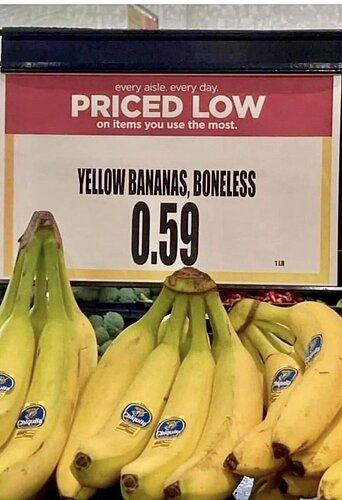 every aisle. every day.
PRICED LOW
on items you use the most.
YELLOW BANANAS, BONELESS
0.59
1 LB
Chiquita
Chiquita
Chiquita
Chiquita
Chiquita